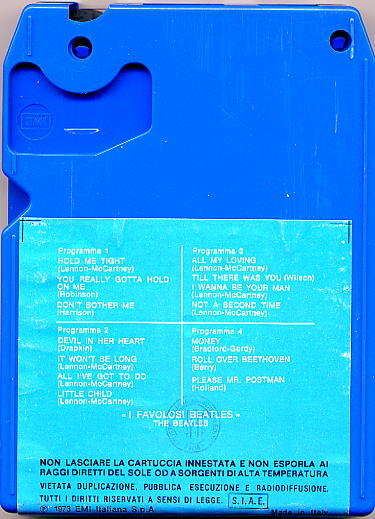 EMI
Programma 1
HOLD ME TIGHT
(Lennon-McCartney)
YOU REALLY GOTTA HOLD
ON ME
(Robinson)
DON'T BOTHER ME
(Harrison)
Programma 2
DEVIL IN HER HEART
(Drapkin)
IT WON'T BE LONG
(Lennon-McCartney)
ALL I'VE GOT TO DO
(Lennon-McCartney)
LITTLE CHILD
(Lennon-McCartney)
Programma 3
ALL MY LOVING
(Lennon-McCartney)
TILL THERE WAS YOU (Wilson)
I WANNA BE YOUR MAN
(Lennon-McCartney)
NOT A SECOND TIME
(Lennon-McCartney)
Programma 4
MONEY
(Bradford-Gordy)
ROLL OVER BEETHOVEN
(Berry)
PLEASE MR. POSTMAN
(Holland)
«I FAVOLOSI BEATLES»
THE BEATLES
NON LASCIARE LA CARTUCCIA INNESTATA E NON ESPORLA AI
RAGGI DIRETTI DEL SOLE OD A SORGENTI DI ALTA TEMPERATURA
VIETATA DUPLICAZIONE, PUBBLICA ESECUZIONE E RADIODIFFUSIONE.
TUTTI I DIRITTI RISERVATI A SENSI DI LEGGE. S.I.A.E.
℗ 1973 EMI Italiana S.p.A. Made in Italy